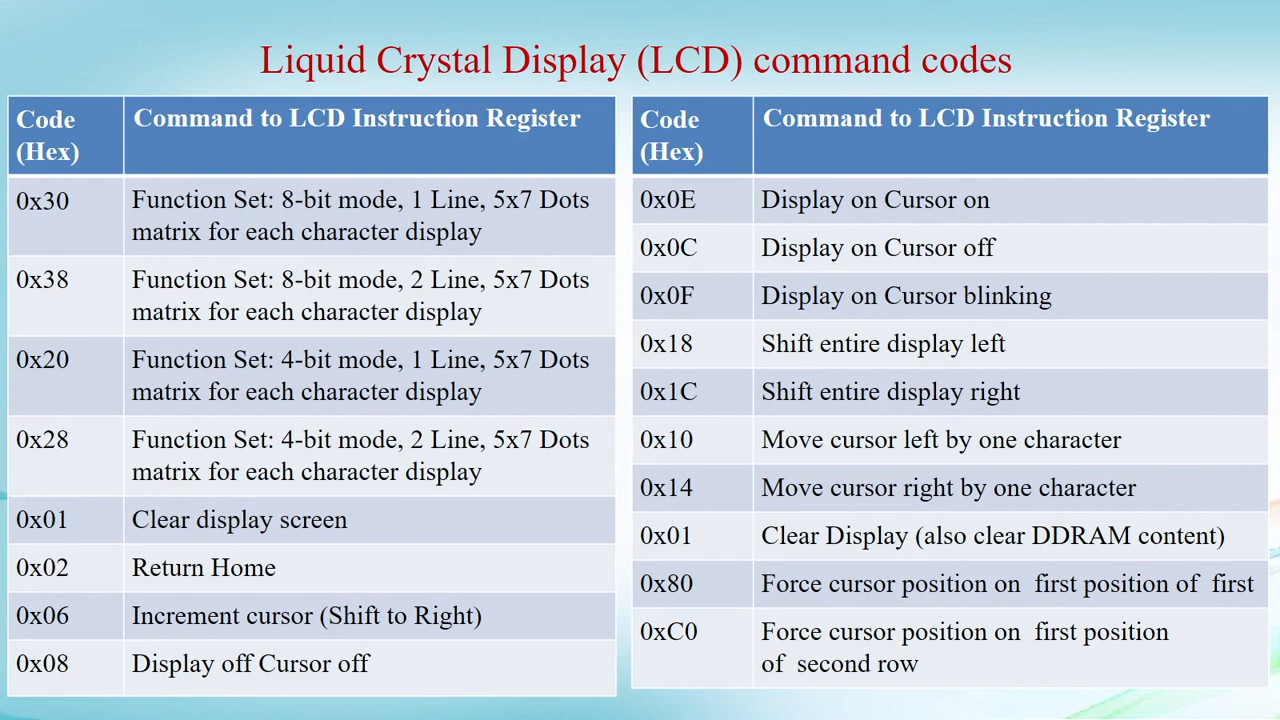 Liquid Crystal Display (LCD) command codes
Code
(Hex)
Command to LCD Instruction Register
0x30
Function Set: 8-bit mode, 1 Line, 5x7 Dots
matrix for each character display
0x38
Function Set: 8-bit mode, 2 Line, 5x7 Dots
matrix for each character display
0x20
Function Set: 4-bit mode, 1 Line, 5x7 Dots
matrix for each character display
0x28
Function Set: 4-bit mode, 2 Line, 5x7 Dots
matrix for each character display
0x01
Clear display screen
0x02
Return Home
0x06
Increment cursor (Shift to Right)
0x08
Display off Cursor off
Code
(Hex)
Command to LCD Instruction Register
0x0E
Display on Cursor on
0x0C
Display on Cursor off
0x0F
Display on Cursor blinking
0x18
Shift entire display left
0x1C
Shift entire display right
0x10
Move cursor left by one character
0x14
Move cursor right by one character
0x01
Clear Display (also clear DDRAM content)
0x80
Force cursor position on first position of first
0xC0
Force cursor position on first position
of second row